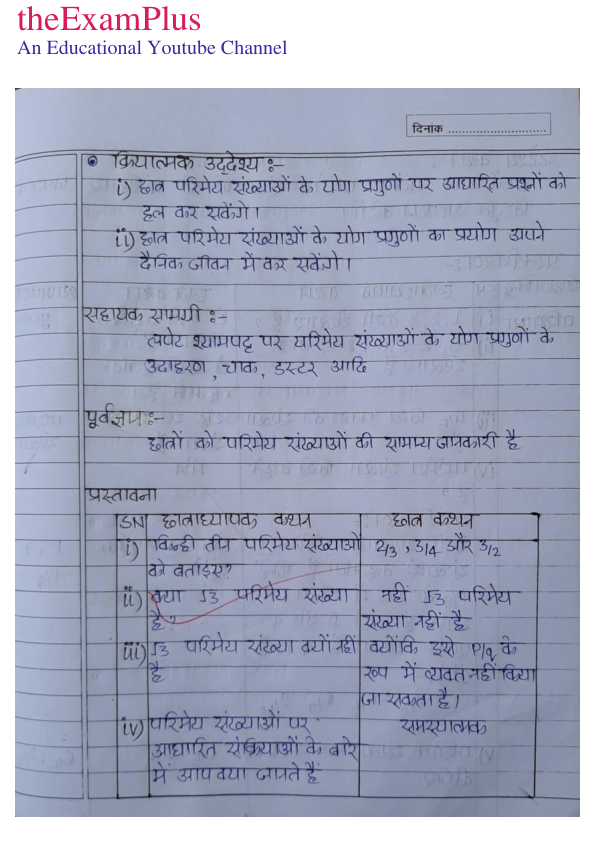 theExamPlus
An Educational Youtube Channel
दिनांक ............................
• क्रियात्मक उद्देश्य :-
i) छात्र परिमेय संख्याओं के योग प्रगुणों पर आधारित प्रश्नों को
हल कर सकेंगे।
ii) छात्र परिमेय संख्याओं के योग प्रगुणों का प्रयोग अपने
दैनिक जीवन में कर सकेंगे।
सहायक सामग्री :-
लपेट श्यामपट्ट पर परिमेय संख्याओं के योग प्रगुणों के
उदाहरण, चाक, डस्टर आदि
पूर्वज्ञान:-
छात्रों को परिमेय संख्याओं की सामान्य जानकारी है
प्रस्तावना
SN छात्राध्यापक कथन छात्र कथन
i) किन्ही तीन परिमेय संख्याओं 2/3, 3/4 और 3/2
को बताइए?
ii) क्या √3 परिमेय संख्या नहीं √3 परिमेय
है? संख्या नहीं है
iii) √3 परिमेय संख्या क्यों नहीं क्योंकि इसे P/q के
है रूप में व्यक्त नहीं किया
जा सकता है।
iv) परिमेय संख्याओं पर समस्यात्मक
आधारित संक्रियाओं के बारे
में आप क्या जानते हैं